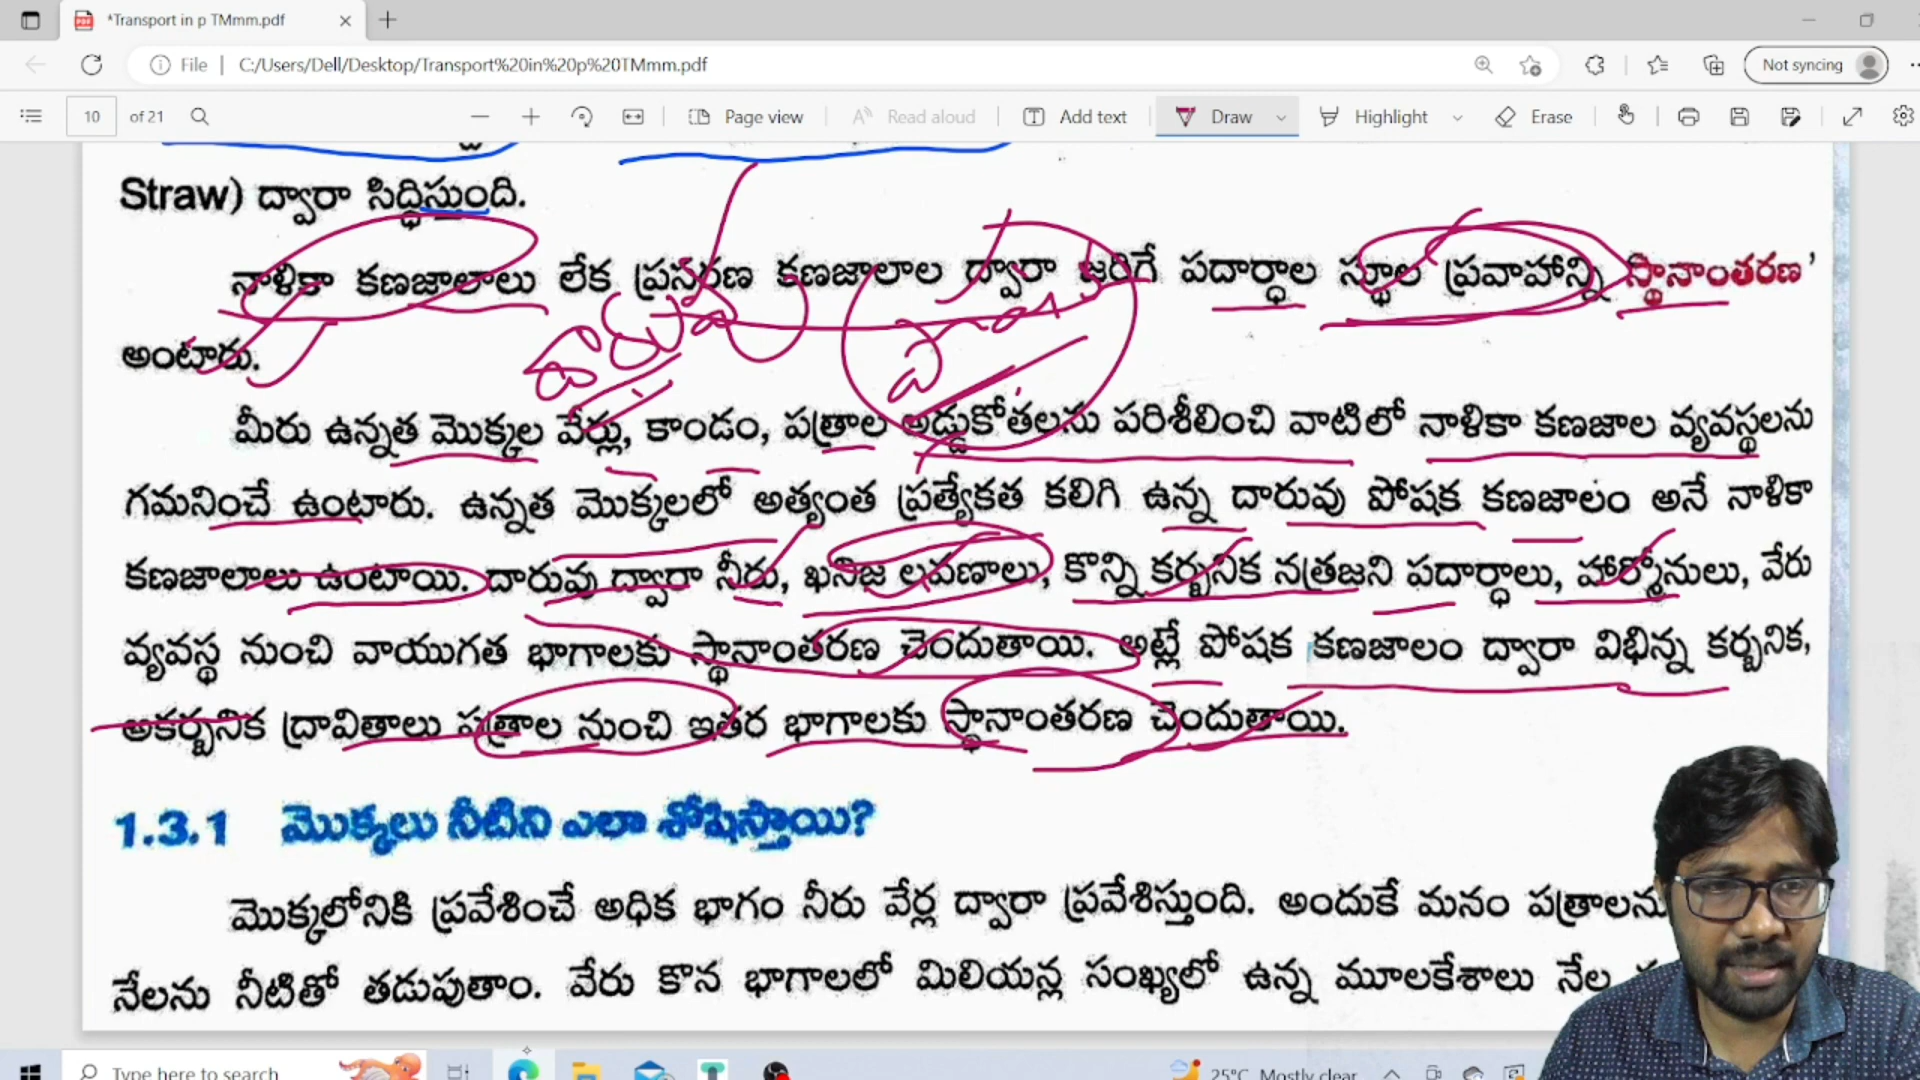 *Transport in p TMmm.pdf
File | C:/Users/Dell/Desktop/Transport%20in%20p%20TMmm.pdf
Not syncing
10 of 21
Page view
Read aloud
Add text
Draw
Highlight
Erase
Straw) ద్వారా సిద్ధిస్తుంది.
నాళికా కణజాలాలు లేక ప్రసరణ కణజాలాల ద్వారా జరిగే పదార్థాల స్థూల ప్రవాహాన్ని స్థానాంతరణ'
అంటారు.
మీరు ఉన్నత మొక్కల వేర్లు, కాండం, పత్రాల అడ్డుకోతలను పరిశీలించి వాటిలో నాళికా కణజాల వ్యవస్థలను
గమనించే ఉంటారు. ఉన్నత మొక్కలలో అత్యంత ప్రత్యేకత కలిగి ఉన్న దారువు పోషక కణజాలం అనే నాళికా
కణజాలాలు ఉంటాయి. దారువు ద్వారా నీరు, ఖనిజ లవణాలు, కొన్ని కర్బనిక నత్రజని పదార్థాలు, హార్మోనులు, వేరు
వ్యవస్థ నుంచి వాయుగత భాగాలకు స్థానాంతరణ చెందుతాయి. అట్లే పోషక కణజాలం ద్వారా విభిన్న కర్బనిక,
అకర్బనిక ద్రావితాలు పత్రాల నుంచి ఇతర భాగాలకు స్థానాంతరణ చెందుతాయి.
1.3.1 మొక్కలు నీటిని ఎలా శోషిస్తాయి?
మొక్కలోనికి ప్రవేశించే అధిక భాగం నీరు వేర్ల ద్వారా ప్రవేశిస్తుంది. అందుకే మనం పత్రాలను
నేలను నీటితో తడుపుతాం. వేరు కొన భాగాలలో మిలియన్ల సంఖ్యలో ఉన్న మూలకేశాలు నేల
Type here to search
25°C Mostly clear